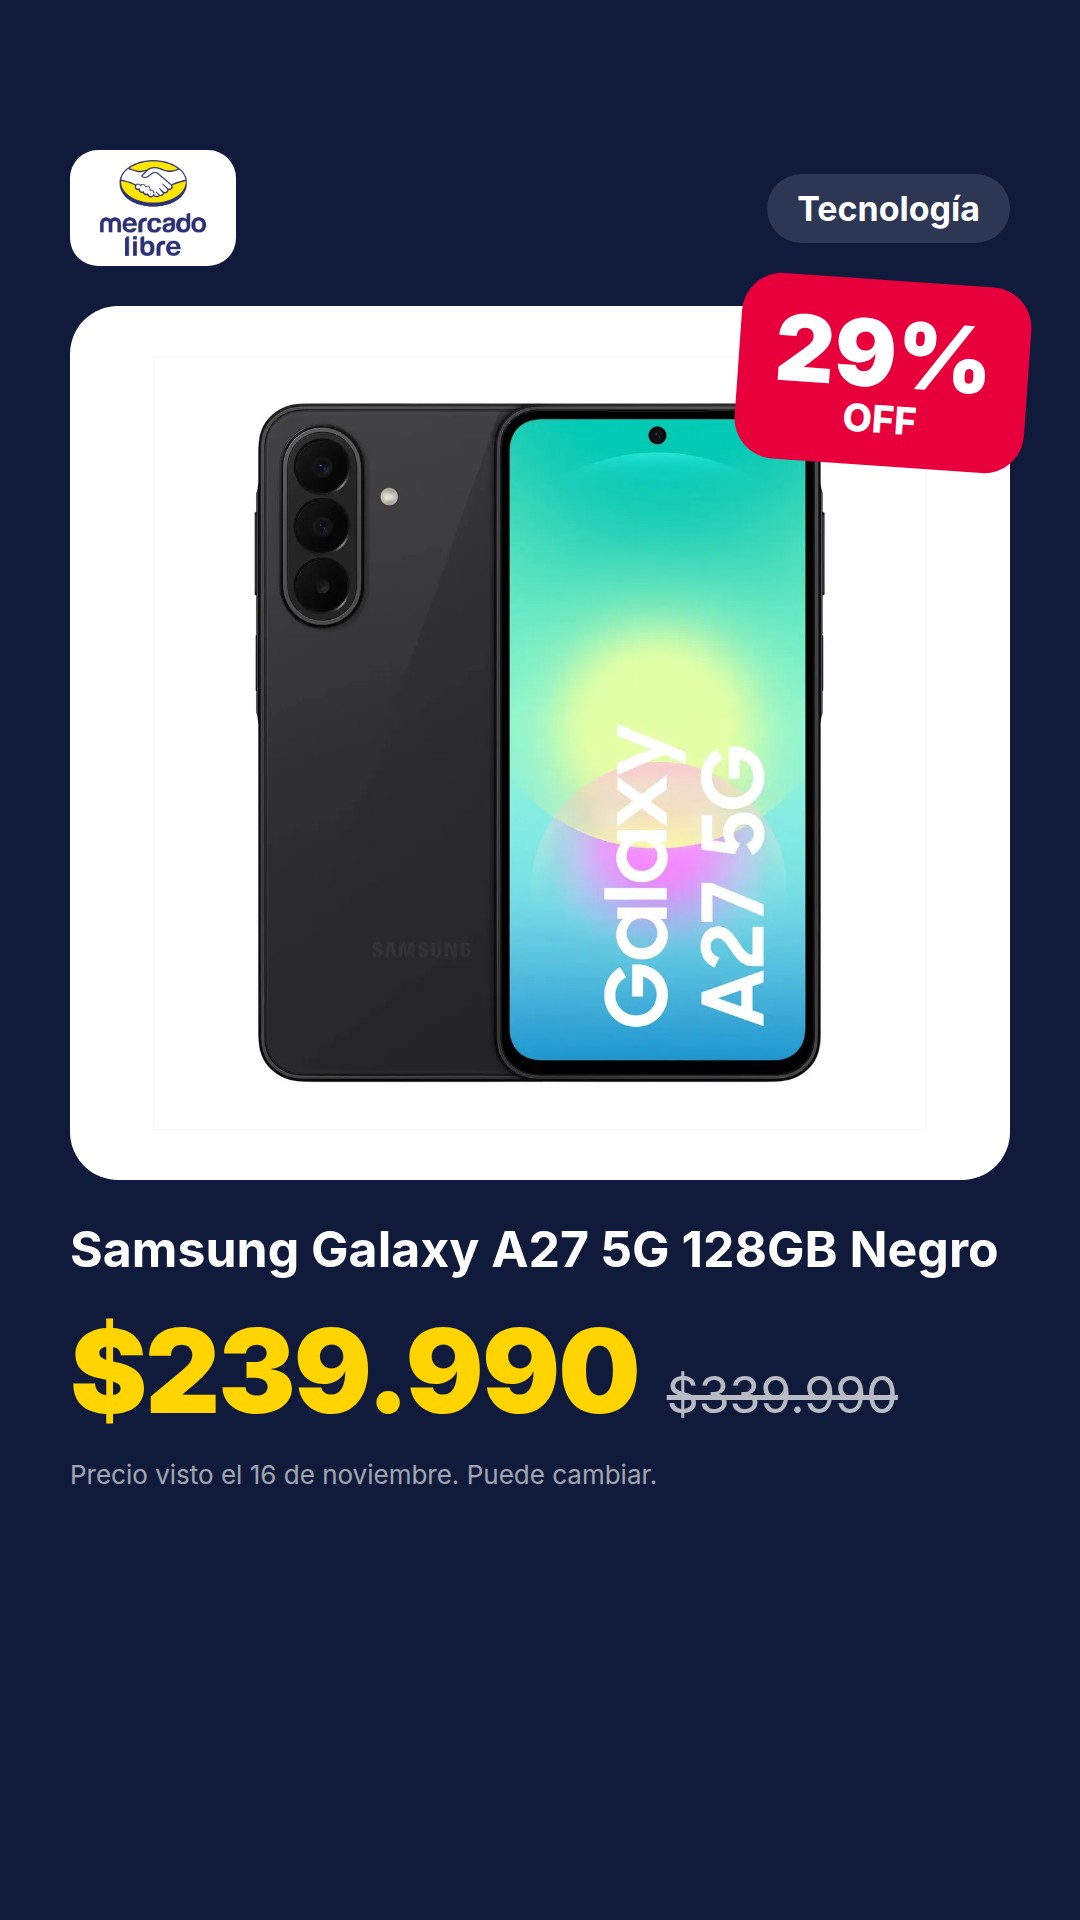 mercado
libre
Tecnología
29%
OFF
SAMSUNG
Galaxy
A27 5G
Samsung Galaxy A27 5G 128GB Negro
$239.990 $339.990
Precio visto el 16 de noviembre. Puede cambiar.